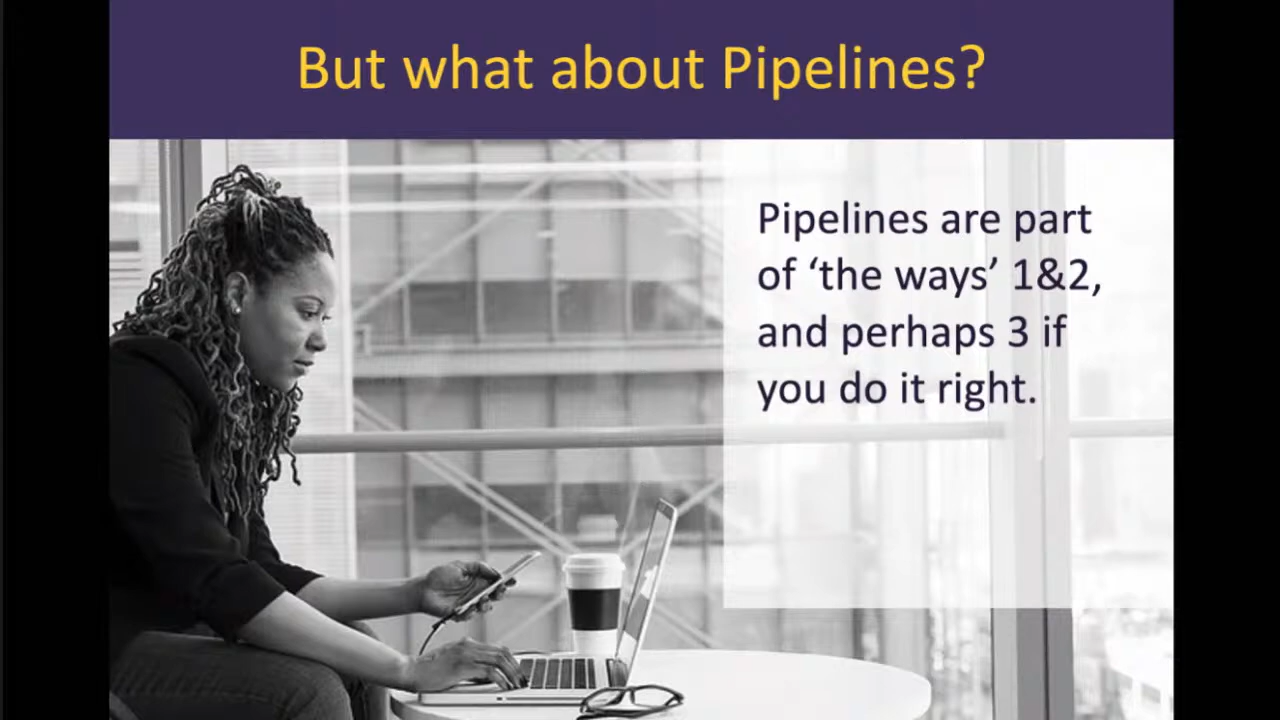 But what about Pipelines?
Pipelines are part
of ‘the ways’ 1&2,
and perhaps 3 if
you do it right.